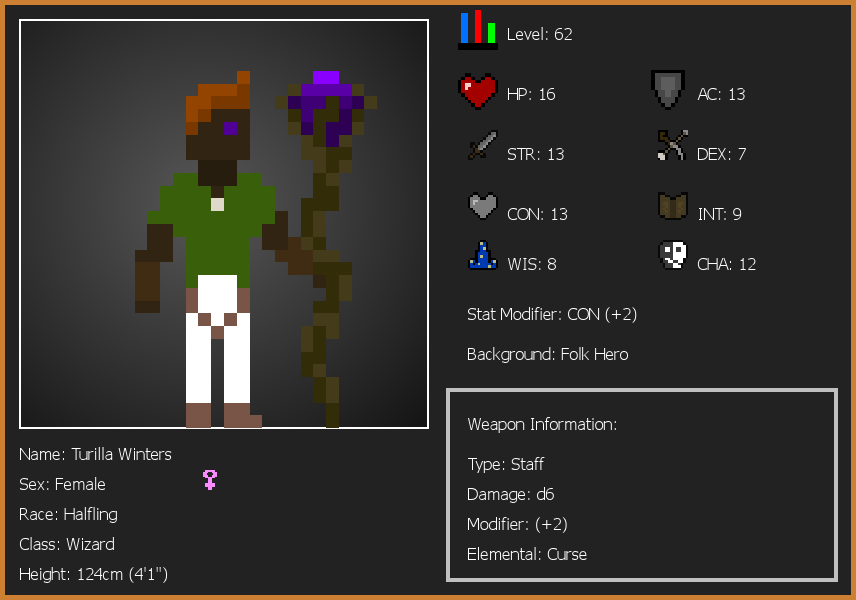 Level: 62
HP: 16
AC: 13
STR: 13
DEX: 7
CON: 13
INT: 9
WIS: 8
CHA: 12
Stat Modifier: CON (+2)
Background: Folk Hero
Weapon Information:
Type: Staff
Damage: d6
Modifier: (+2)
Elemental: Curse
Name: Turilla Winters
Sex: Female
Race: Halfling
Class: Wizard
Height: 124cm (4'1")